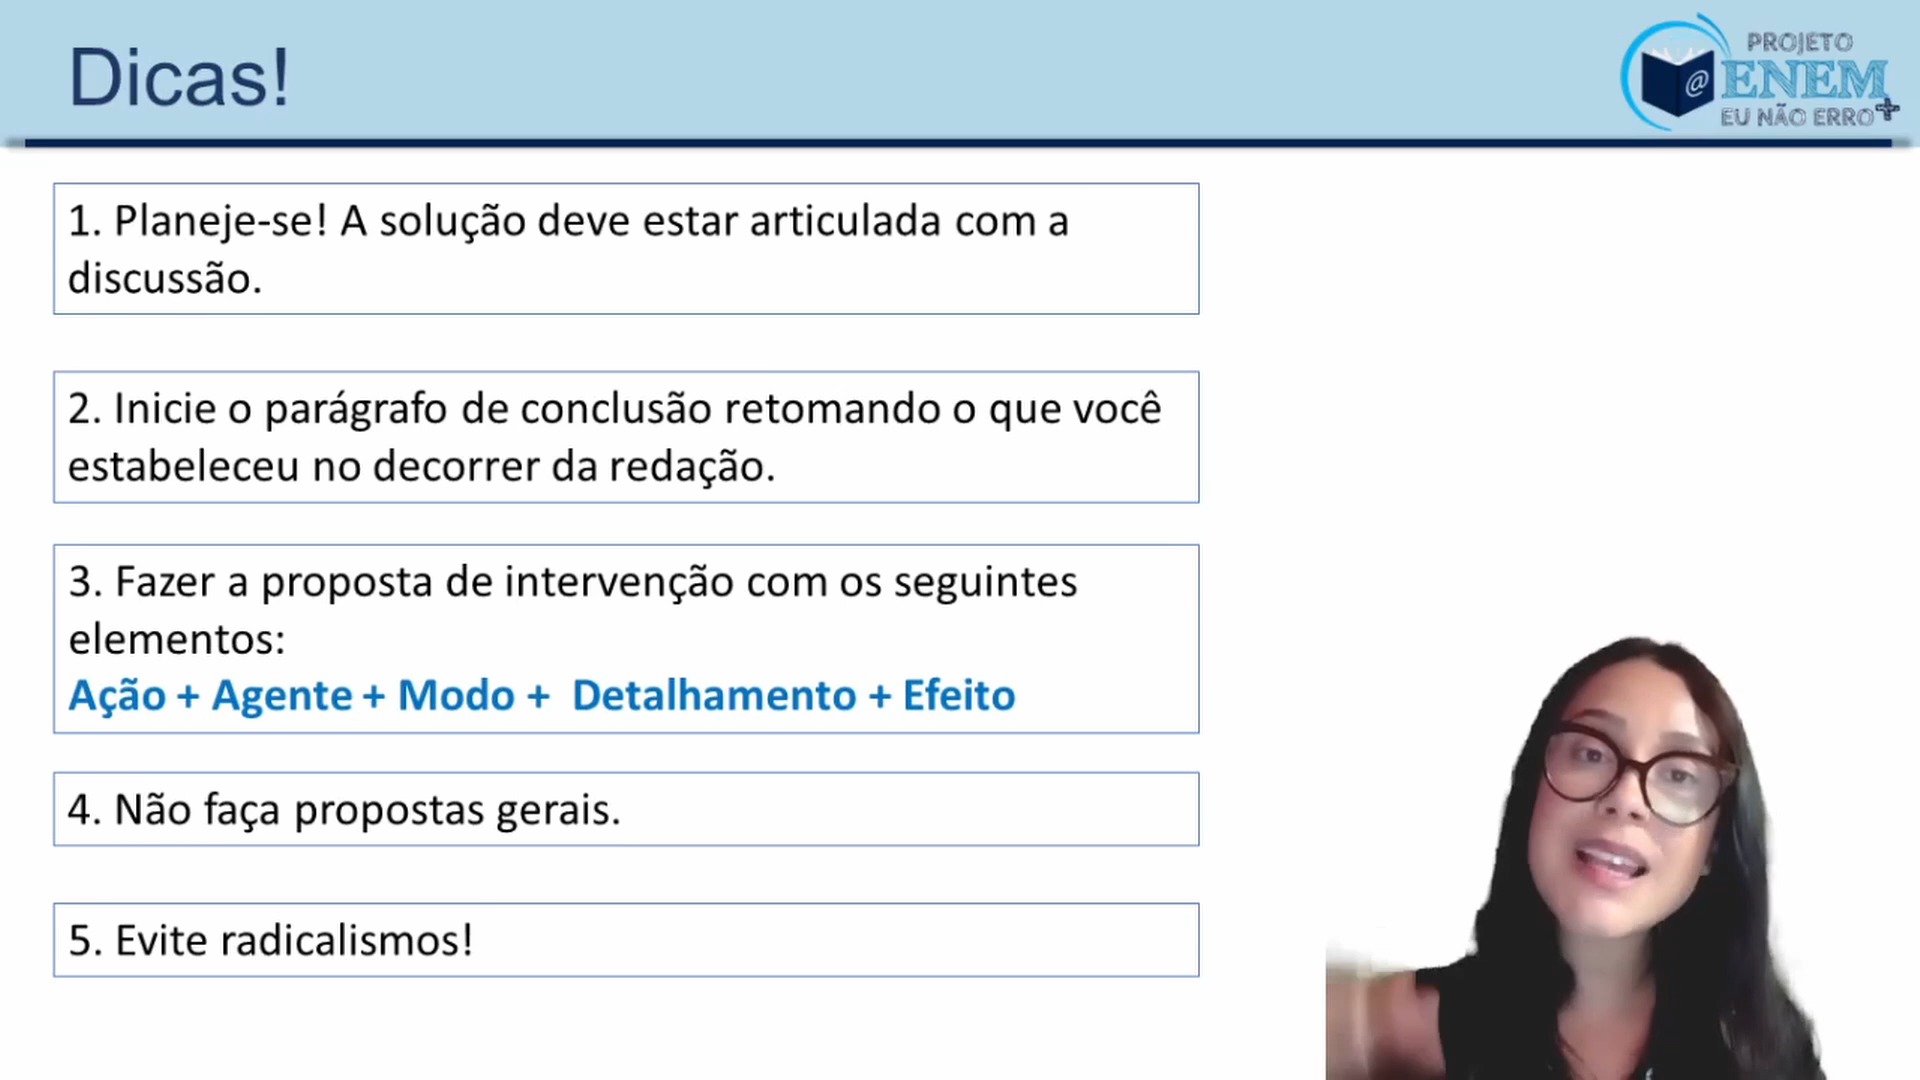 Dicas!
PROJETO
@ENEM
EU NÃO ERRO+
1. Planeje-se! A solução deve estar articulada com a
discussão.
2. Inicie o parágrafo de conclusão retomando o que você
estabeleceu no decorrer da redação.
3. Fazer a proposta de intervenção com os seguintes
elementos:
Ação + Agente + Modo +  Detalhamento + Efeito
4. Não faça propostas gerais.
5. Evite radicalismos!